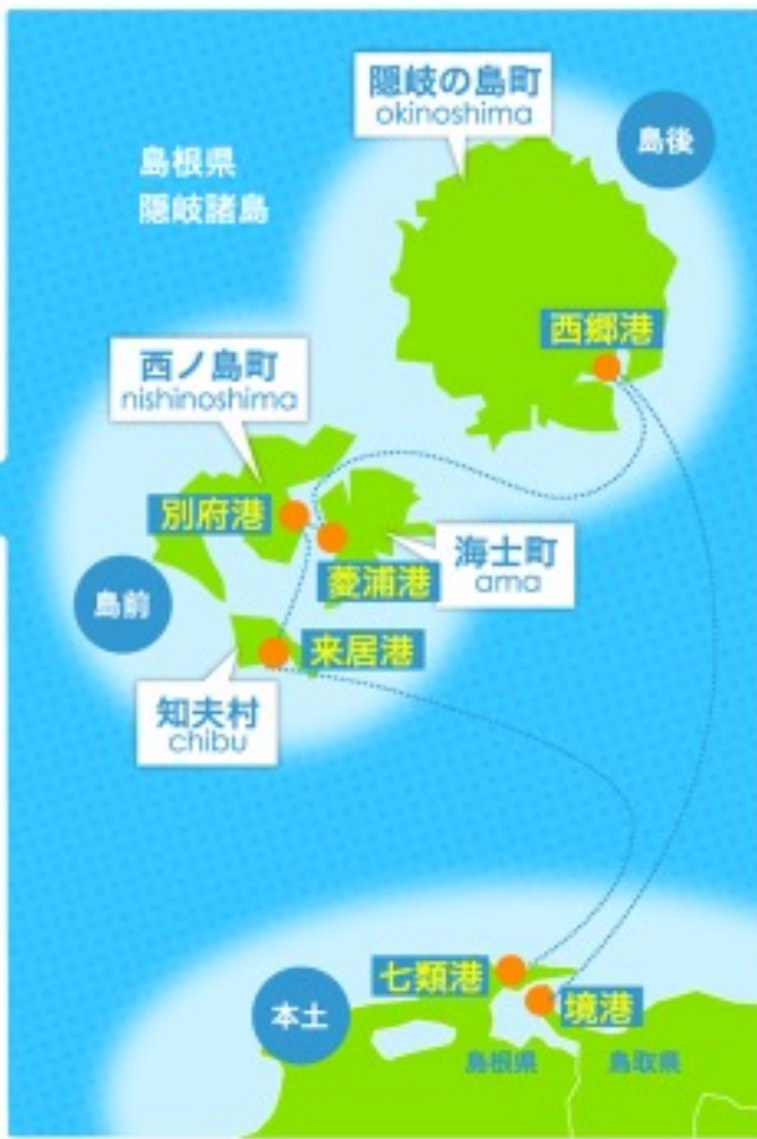 隠岐の島町
okinoshima
島後
島根県
隠岐諸島
西郷港
西ノ島町
nishinoshima
別府港
海士町
ama
菱浦港
島前
来居港
知夫村
chibu
七類港
境港
本土
島根県
鳥取県